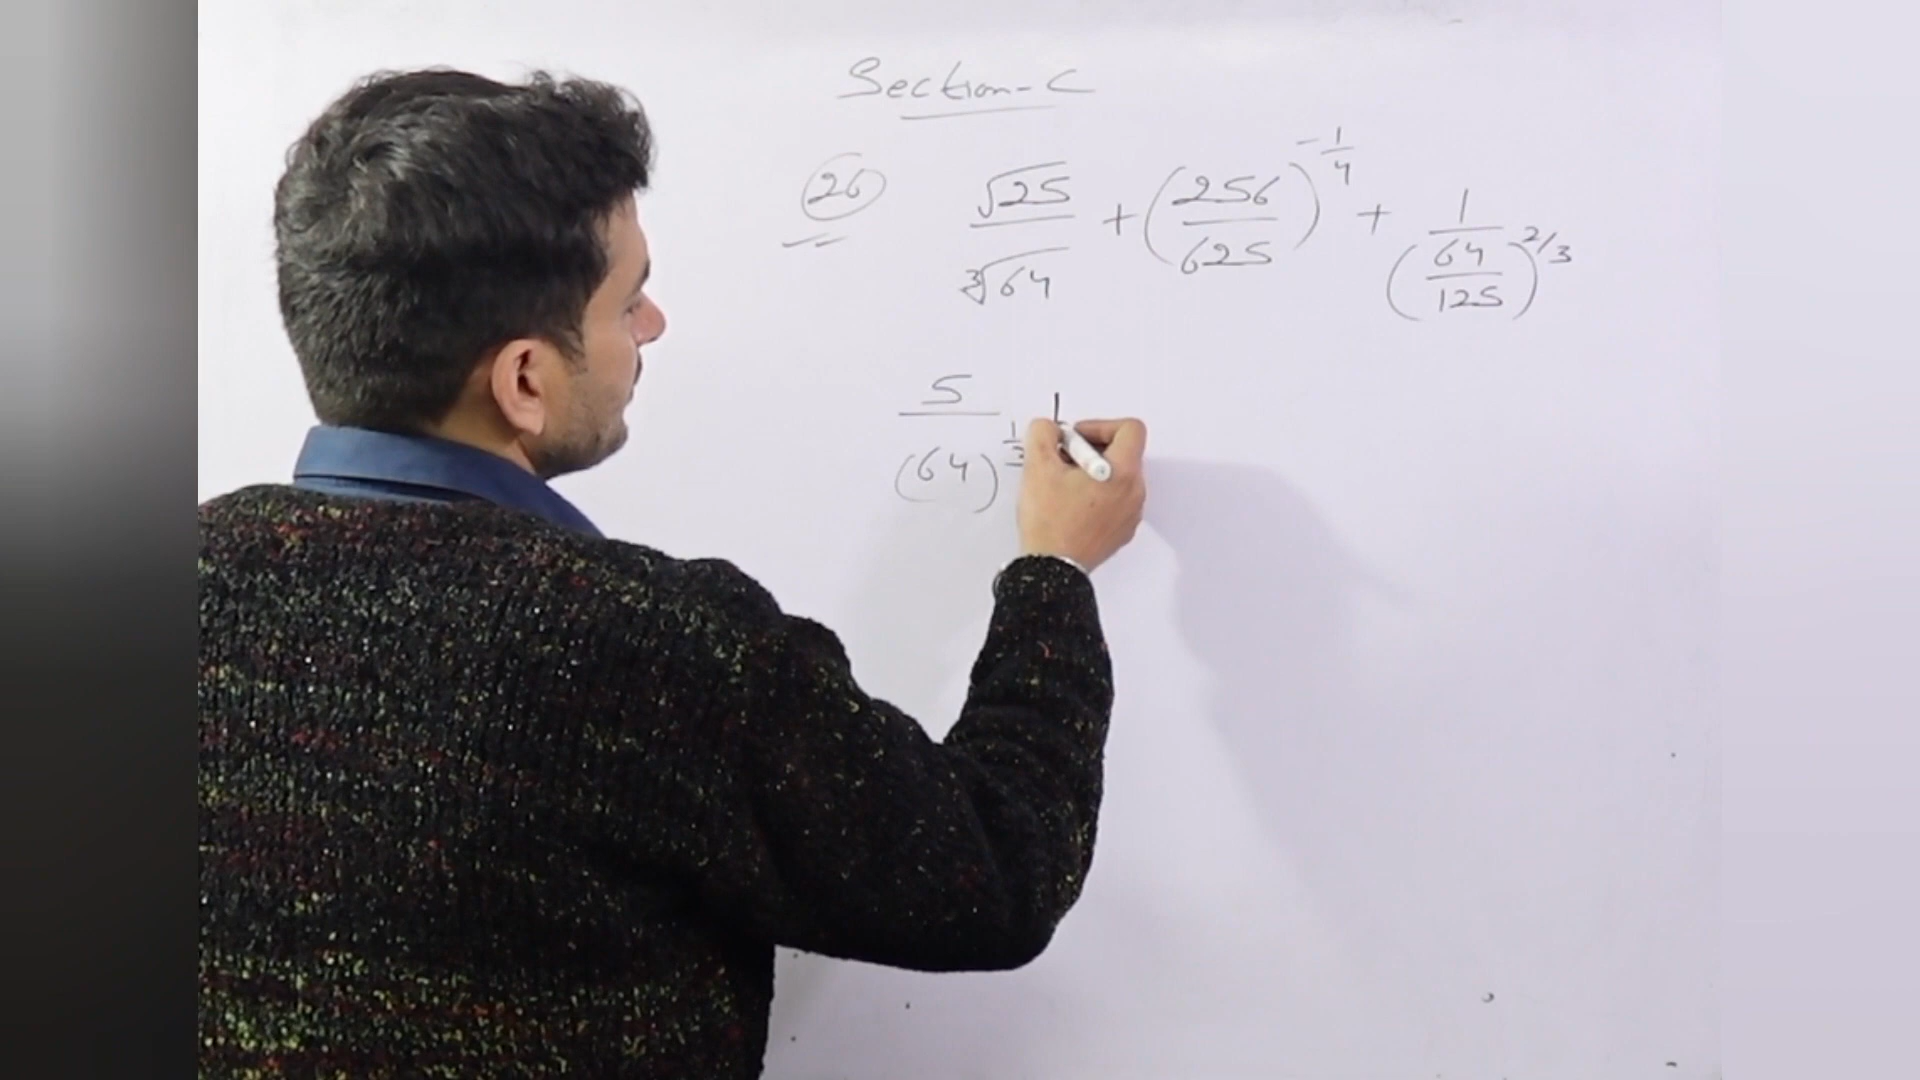 Section-C
26 √25/∛64 + (256/625)^-1/4 + 1/(64/125)^2/3
5/(64)^1/3